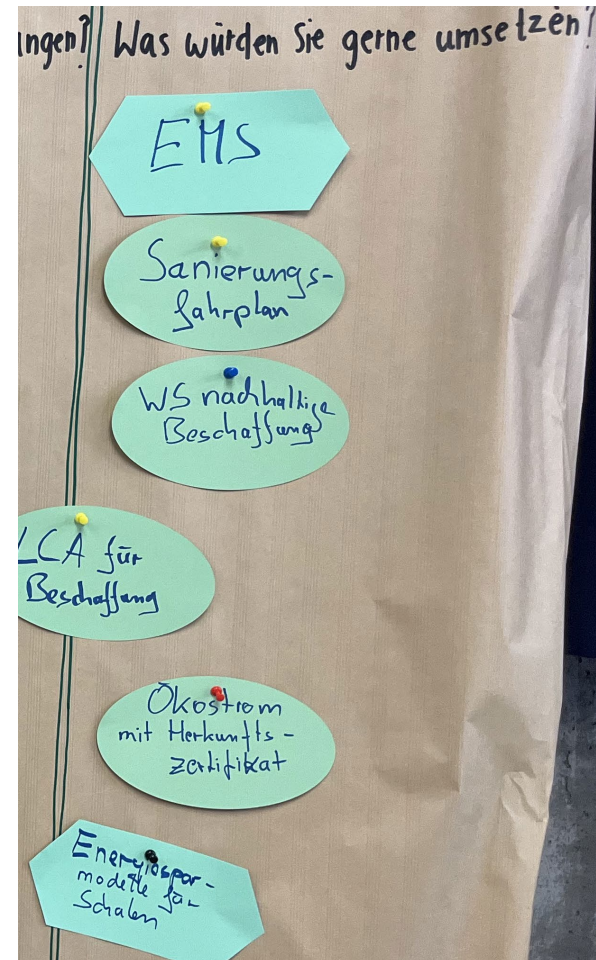 ngen? Was würden Sie gerne umsetzen?
EMS
Sanierungs-
fahrplan
WS nachhaltige
Beschaffung
LCA für
Beschaffung
Ökostrom
mit Herkunfts-
zertifikat
Energiespar-
modelle für
Schulen